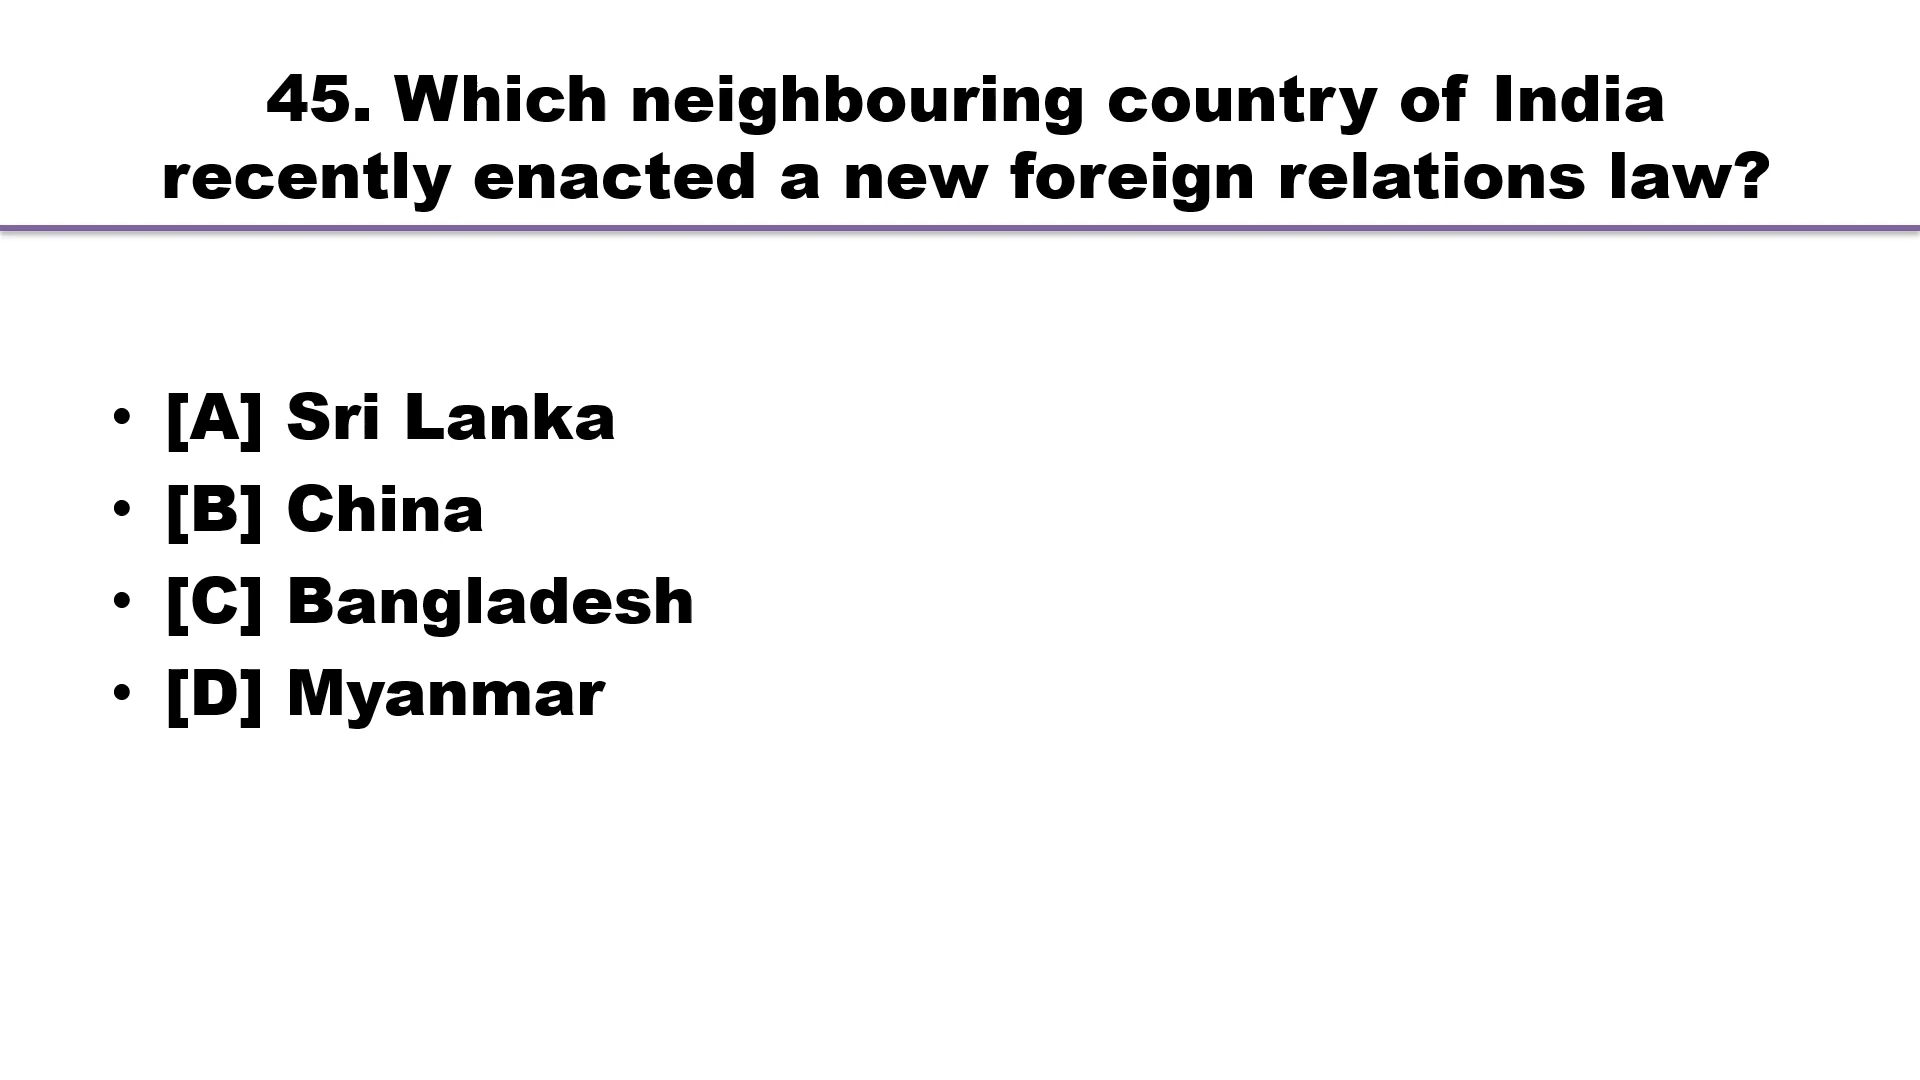 45. Which neighbouring country of India
recently enacted a new foreign relations law?
• [A] Sri Lanka
• [B] China
• [C] Bangladesh
• [D] Myanmar